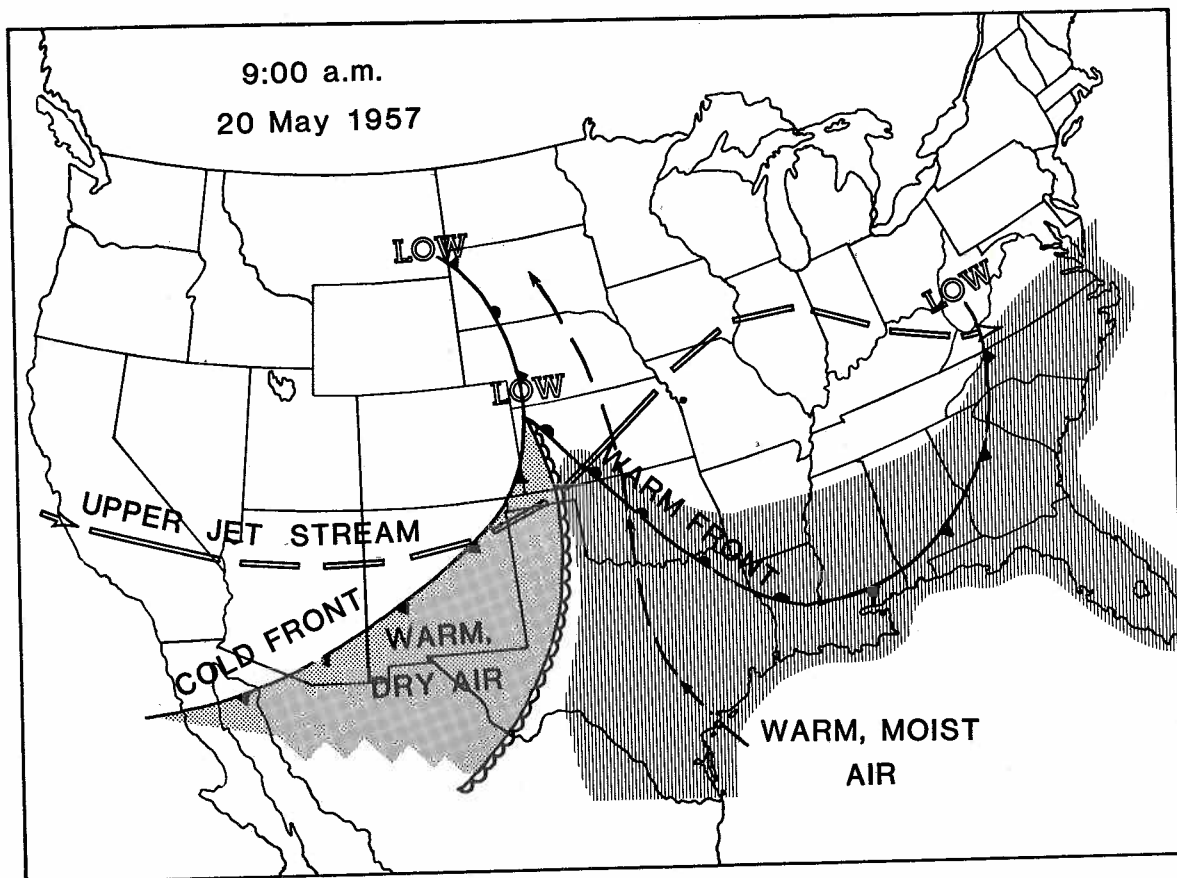 9:00 a.m.
20 May 1957
LOW
LOW
LOW
UPPER JET STREAM
WARM FRONT
COLD FRONT
WARM,
DRY AIR
WARM, MOIST
AIR